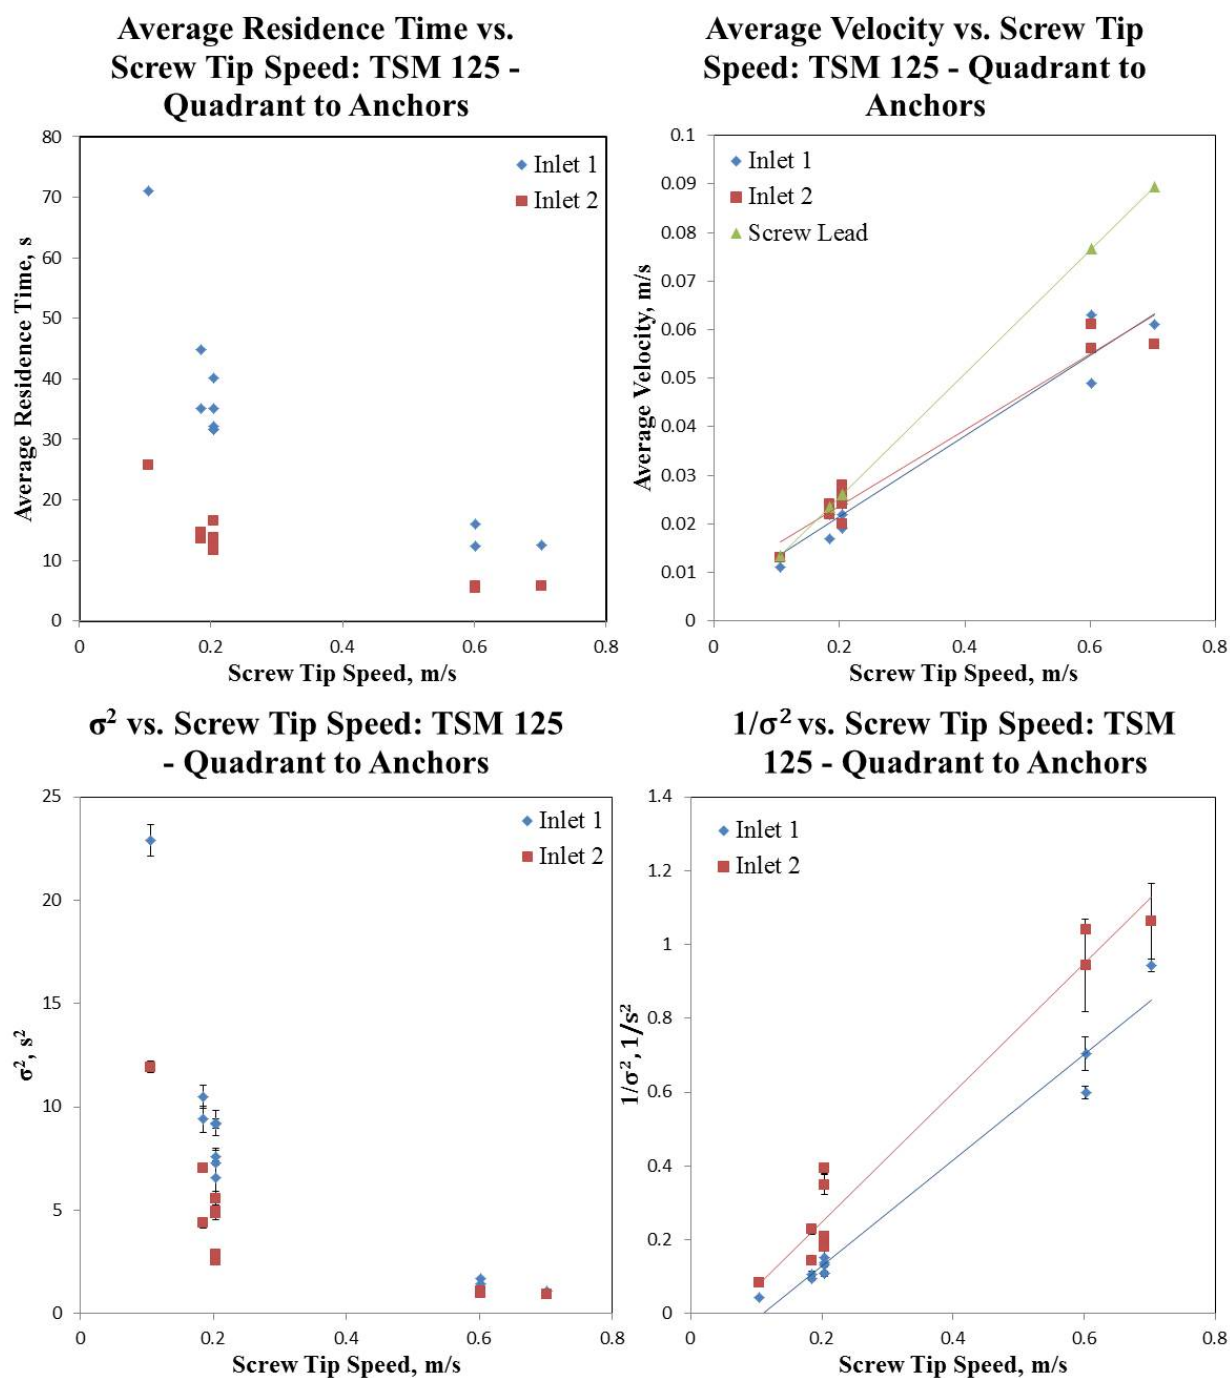 Average Residence Time vs.
Screw Tip Speed: TSM 125 -
Quadrant to Anchors
80
70
60
50
40
30
20
10
0
Average Residence Time, s
Inlet 1
Inlet 2
0
0.2
0.4
0.6
0.8
Screw Tip Speed, m/s
Average Velocity vs. Screw Tip
Speed: TSM 125 - Quadrant to
Anchors
0.1
0.09
0.08
0.07
0.06
0.05
0.04
0.03
0.02
0.01
0
Average Velocity, m/s
Inlet 1
Inlet 2
Screw Lead
0
0.2
0.4
0.6
0.8
Screw Tip Speed, m/s
σ² vs. Screw Tip Speed: TSM 125
- Quadrant to Anchors
25
20
15
10
5
0
σ², s²
Inlet 1
Inlet 2
0
0.2
0.4
0.6
0.8
Screw Tip Speed, m/s
1/σ² vs. Screw Tip Speed: TSM
125 - Quadrant to Anchors
1.4
1.2
1
0.8
0.6
0.4
0.2
0
1/σ², 1/s²
Inlet 1
Inlet 2
0
0.2
0.4
0.6
0.8
Screw Tip Speed, m/s